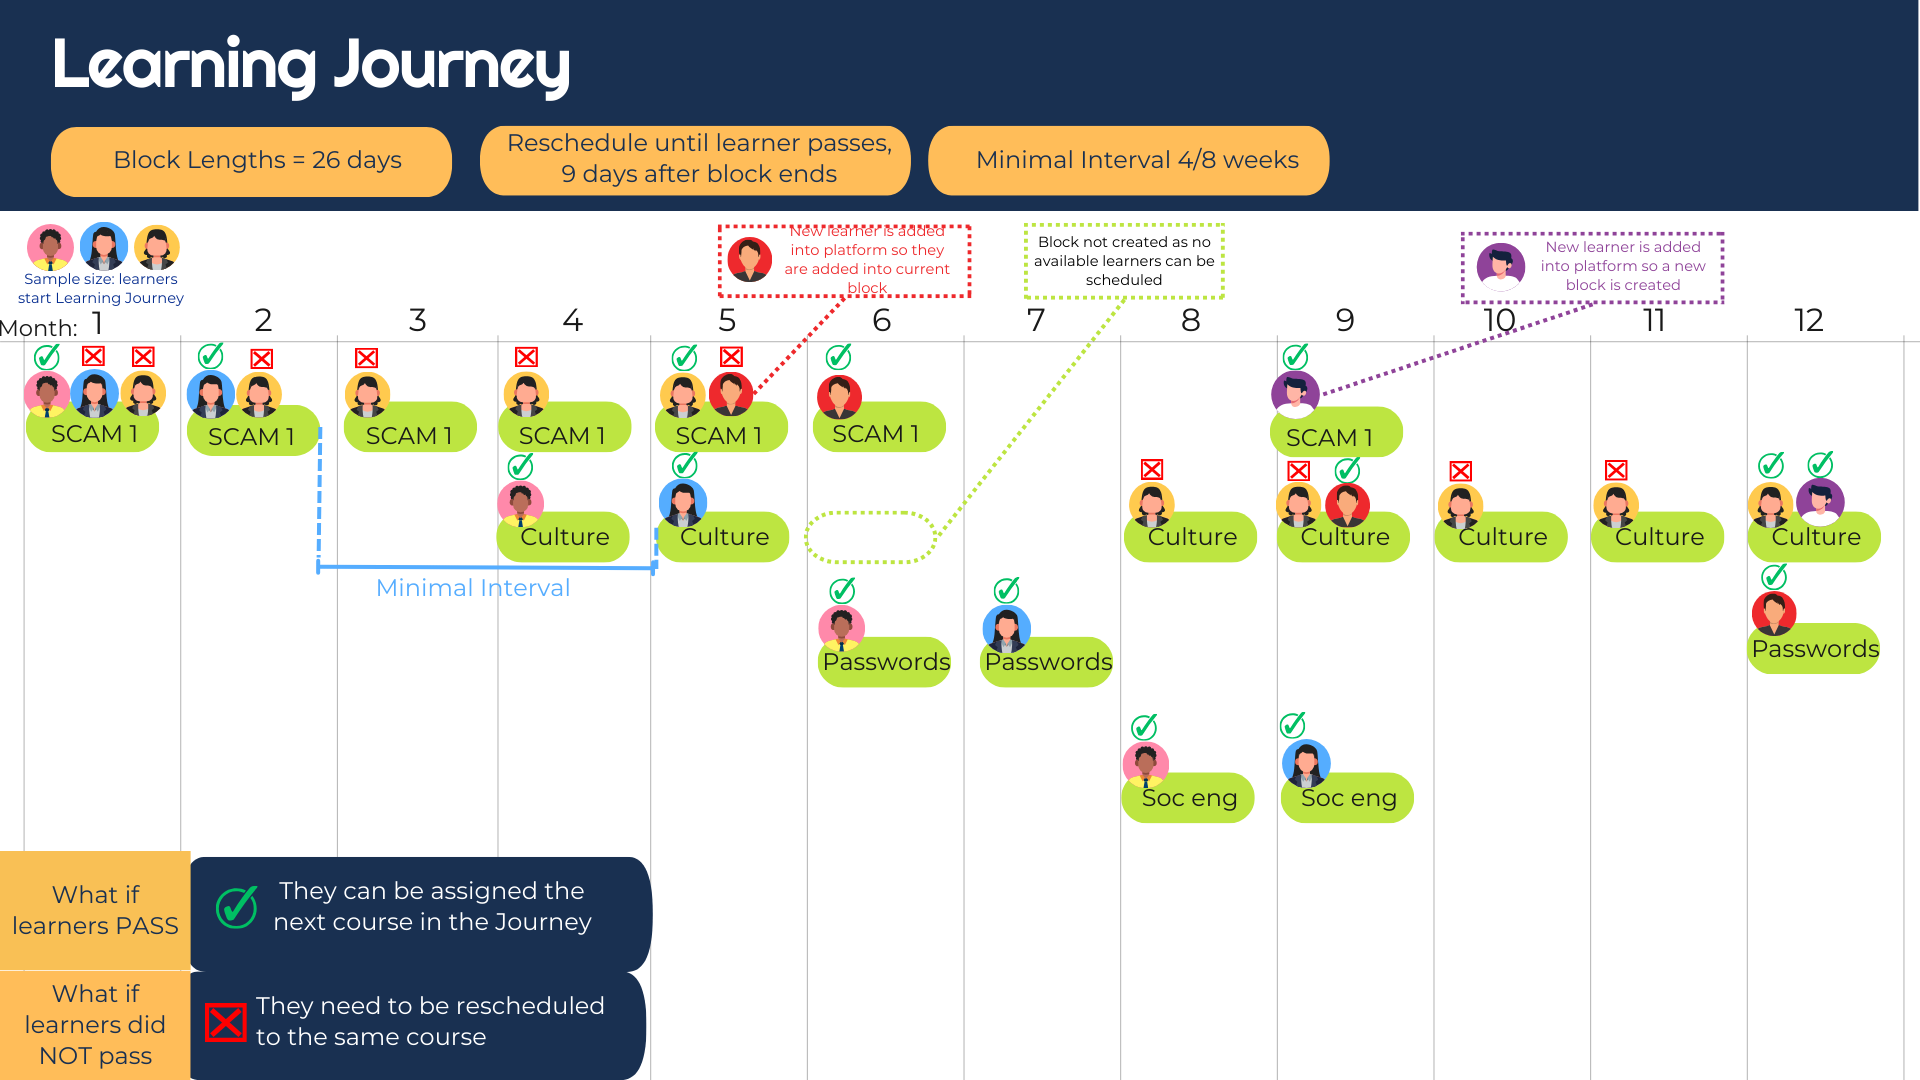 Learning Journey
Block Lengths = 26 days
Reschedule until learner passes,
9 days after block ends
Minimal Interval 4/8 weeks
Sample size: learners
start Learning Journey
New learner is added
into platform so they
are added into current
block
Block not created as no
available learners can be
scheduled
New learner is added
into platform so a new
block is created
Month: 1 2 3 4 5 6 7 8 9 10 11 12
SCAM 1 SCAM 1 SCAM 1 SCAM 1 SCAM 1 SCAM 1 SCAM 1
Culture Culture Culture Culture Culture Culture Culture
Minimal Interval
Passwords Passwords Passwords
Soc eng Soc eng
What if
learners PASS
They can be assigned the
next course in the Journey
What if
learners did
NOT pass
They need to be rescheduled
to the same course